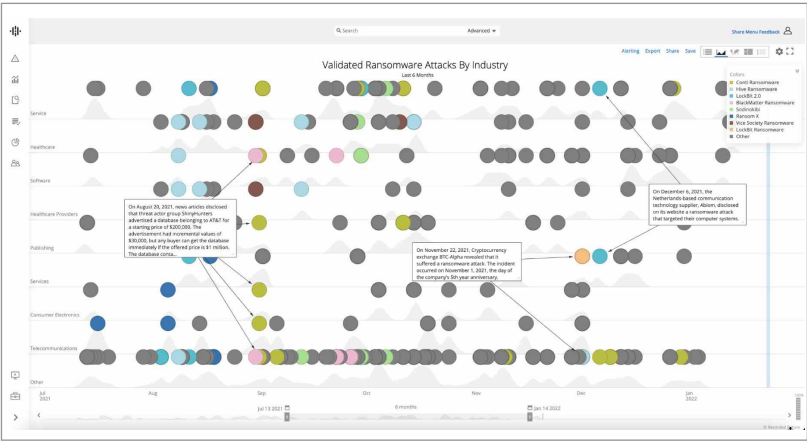 Search
Advanced
Share Menu Feedback
Alerting Export Share Save
Validated Ransomware Attacks By Industry
Last 6 Months
Colors
Conti Ransomware
Hive Ransomware
LockBit 2.0
BlackMatter Ransomware
Sodinokibi
Ransom X
Vice Society Ransomware
LockBit Ransomware
Other
Service
Healthcare
Software
Healthcare Providers
Publishing
Services
Consumer Electronics
Telecommunications
Other
On August 20, 2021, news articles disclosed
that threat actor group ShinyHunters
advertised a database belonging to AT&T for
a starting price of $200,000. The
advertisement had incremental values of
$30,000, but any buyer can get the database
immediately if the offered price is $1 million.
The database conta...
On November 22, 2021, Cryptocurrency
exchange BTC-Alpha revealed that it
suffered a ransomware attack. The incident
occurred on November 1, 2021, the day of
the company's 5th year anniversary.
On December 6, 2021, the
Netherlands-based communication
technology supplier, Abiom, disclosed
on its website a ransomware attack
that targeted their computer systems.
Jul
2021
Aug
Sep
Oct
Nov
Dec
Jan
2022
Jul 13 2021
6 months
Jan 14 2022